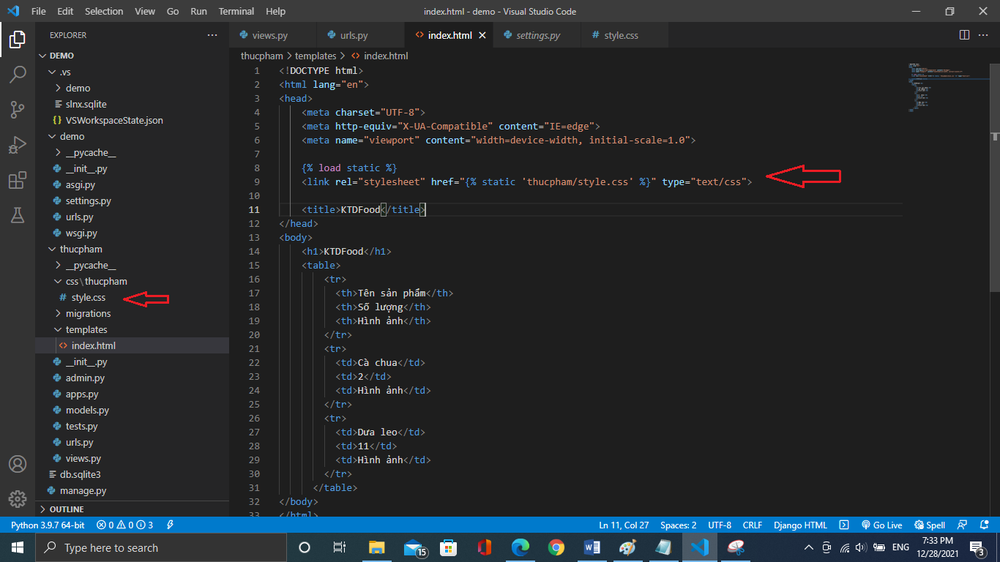 File Edit Selection View Go Run Terminal Help index.html - demo - Visual Studio Code
EXPLORER
DEMO
.vs
demo
slnx.sqlite
{} VSWorkspaceState.json
demo
__pycache__
__init__.py
asgi.py
settings.py
urls.py
wsgi.py
thucpham
__pycache__
css\thucpham
# style.css
migrations
templates
<> index.html
__init__.py
admin.py
apps.py
models.py
tests.py
urls.py
views.py
db.sqlite3
manage.py
OUTLINE
views.py urls.py <> index.html settings.py # style.css
thucpham > templates > <> index.html
1 <!DOCTYPE html>
2 <html lang="en">
3 <head>
4 <meta charset="UTF-8">
5 <meta http-equiv="X-UA-Compatible" content="IE=edge">
6 <meta name="viewport" content="width=device-width, initial-scale=1.0">
7
8 {% load static %}
9 <link rel="stylesheet" href="{% static 'thucpham/style.css' %}" type="text/css">
10
11 <title>KTDFood</title>
12 </head>
13 <body>
14 <h1>KTDFood</h1>
15 <table>
16 <tr>
17 <th>Tên sản phẩm</th>
18 <th>Số lượng</th>
19 <th>Hình ảnh</th>
20 </tr>
21 <tr>
22 <td>Cà chua</td>
23 <td>2</td>
24 <td>Hình ảnh</td>
25 </tr>
26 <tr>
27 <td>Dưa leo</td>
28 <td>11</td>
29 <td>Hình ảnh</td>
30 </tr>
31 </table>
32 </body>
33 </html>
Python 3.9.7 64-bit 0 0 3 Ln 11, Col 27 Spaces: 2 UTF-8 CRLF Django HTML Go Live Spell
Type here to search 15 ENG 7:33 PM 12/28/2021 3